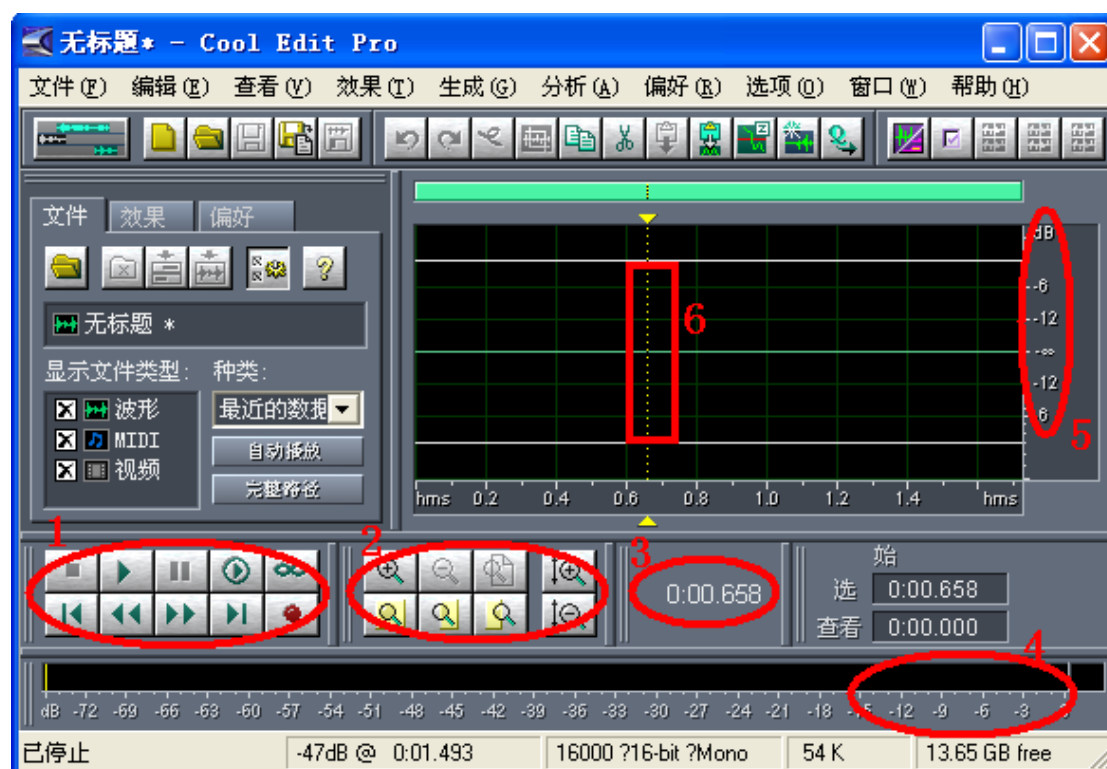 无标题* - Cool Edit Pro
文件(F) 编辑(E) 查看(V) 效果(T) 生成(G) 分析(A) 偏好(R) 选项(O) 窗口(W) 帮助(H)
文件 效果 偏好
无标题 *
显示文件类型: 种类:
波形 最近的数据
MIDI 自动播放
视频 完整路径
dB
-6
-12
-∞
-12
-6
5
6
hms 0.2 0.4 0.6 0.8 1.0 1.2 1.4 hms
1 2 3
0:00.658
始
选 0:00.658
查看 0:00.000
4
dB -72 -69 -66 -63 -60 -57 -54 -51 -48 -45 -42 -39 -36 -33 -30 -27 -24 -21 -18 -15 -12 -9 -6 -3 0
已停止 -47dB @ 0:01.493 16000 ?16-bit ?Mono 54 K 13.65 GB free